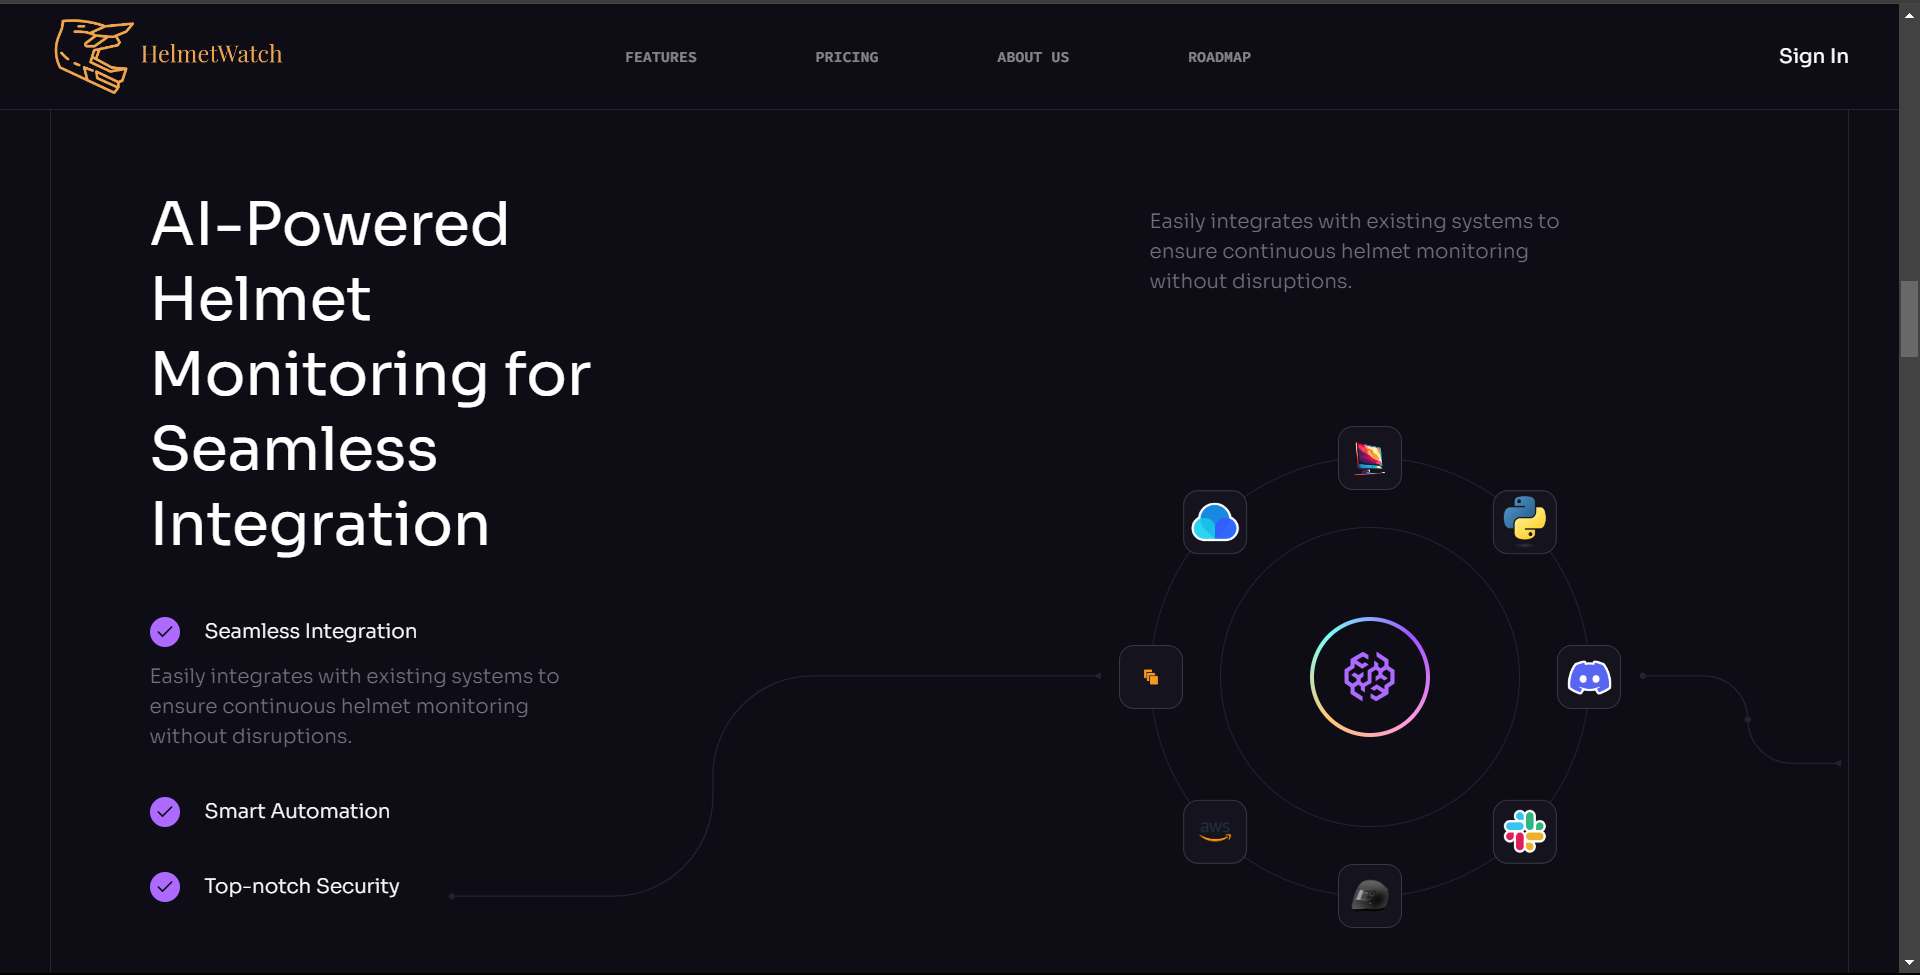 HelmetWatch
FEATURES
PRICING
ABOUT US
ROADMAP
Sign In
AI-Powered
Helmet
Monitoring for
Seamless
Integration
Easily integrates with existing systems to
ensure continuous helmet monitoring
without disruptions.
Seamless Integration
Easily integrates with existing systems to
ensure continuous helmet monitoring
without disruptions.
Smart Automation
Top-notch Security
aws